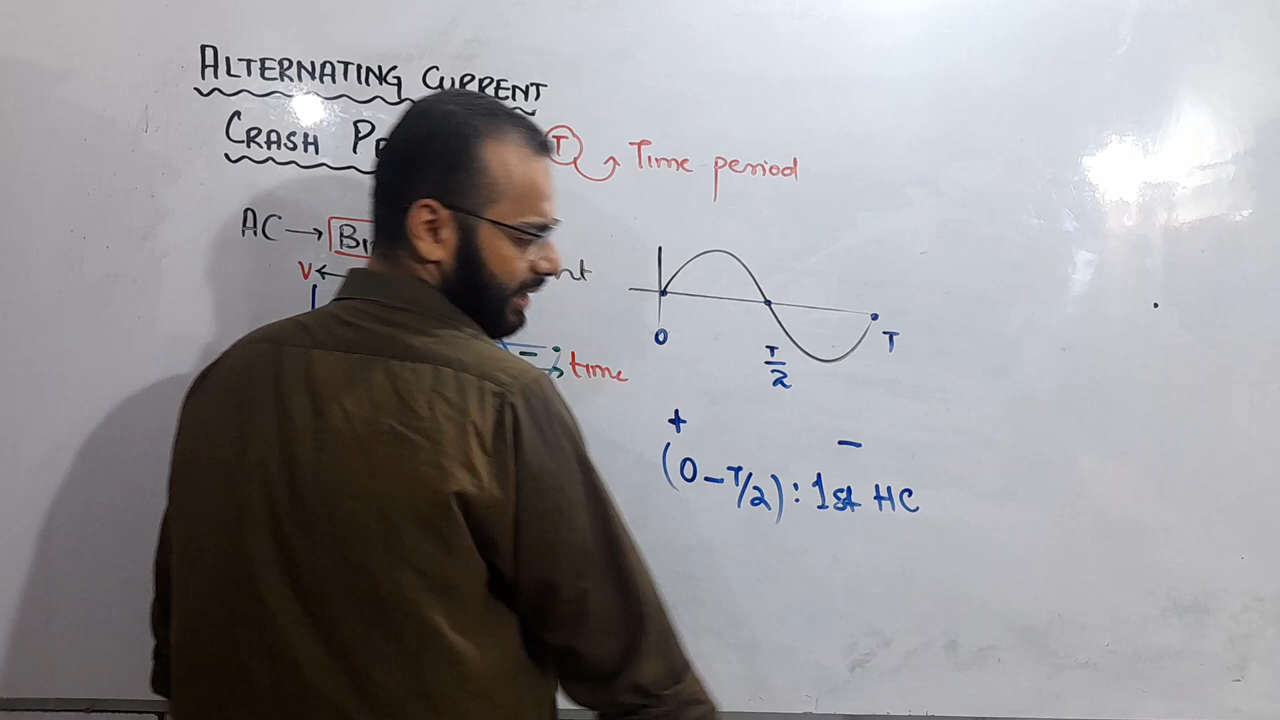 ALTERNATING CURRENT
CRASH
T Time period
AC →
V ←
time
0
T/2
T
+
−
(0 − T/2) : 1st HC